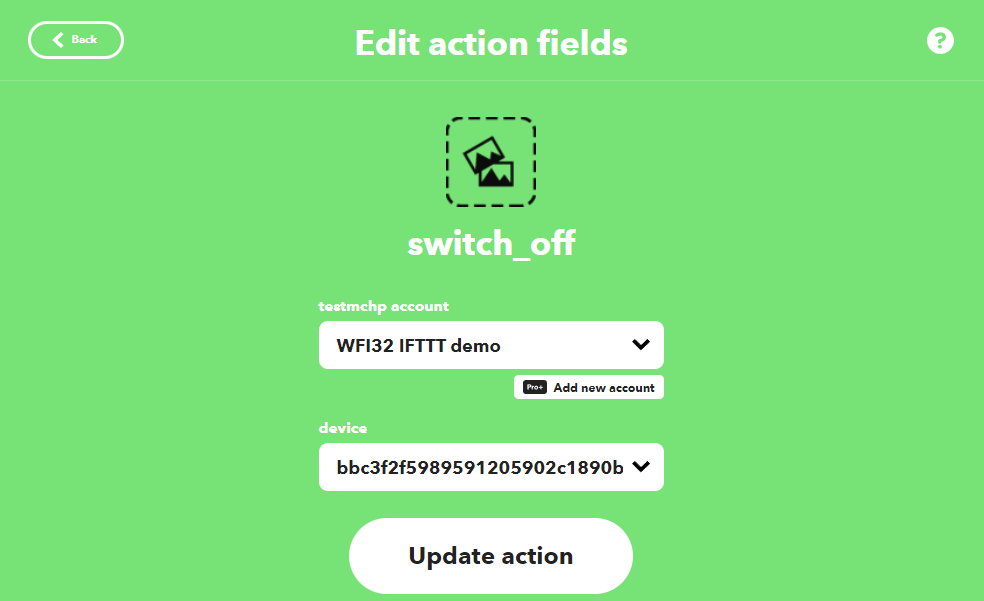 Back
Edit action fields
?
switch_off
testmchp account
WFI32 IFTTT demo
Pro+ Add new account
device
bbc3f2f5989591205902c1890b
Update action